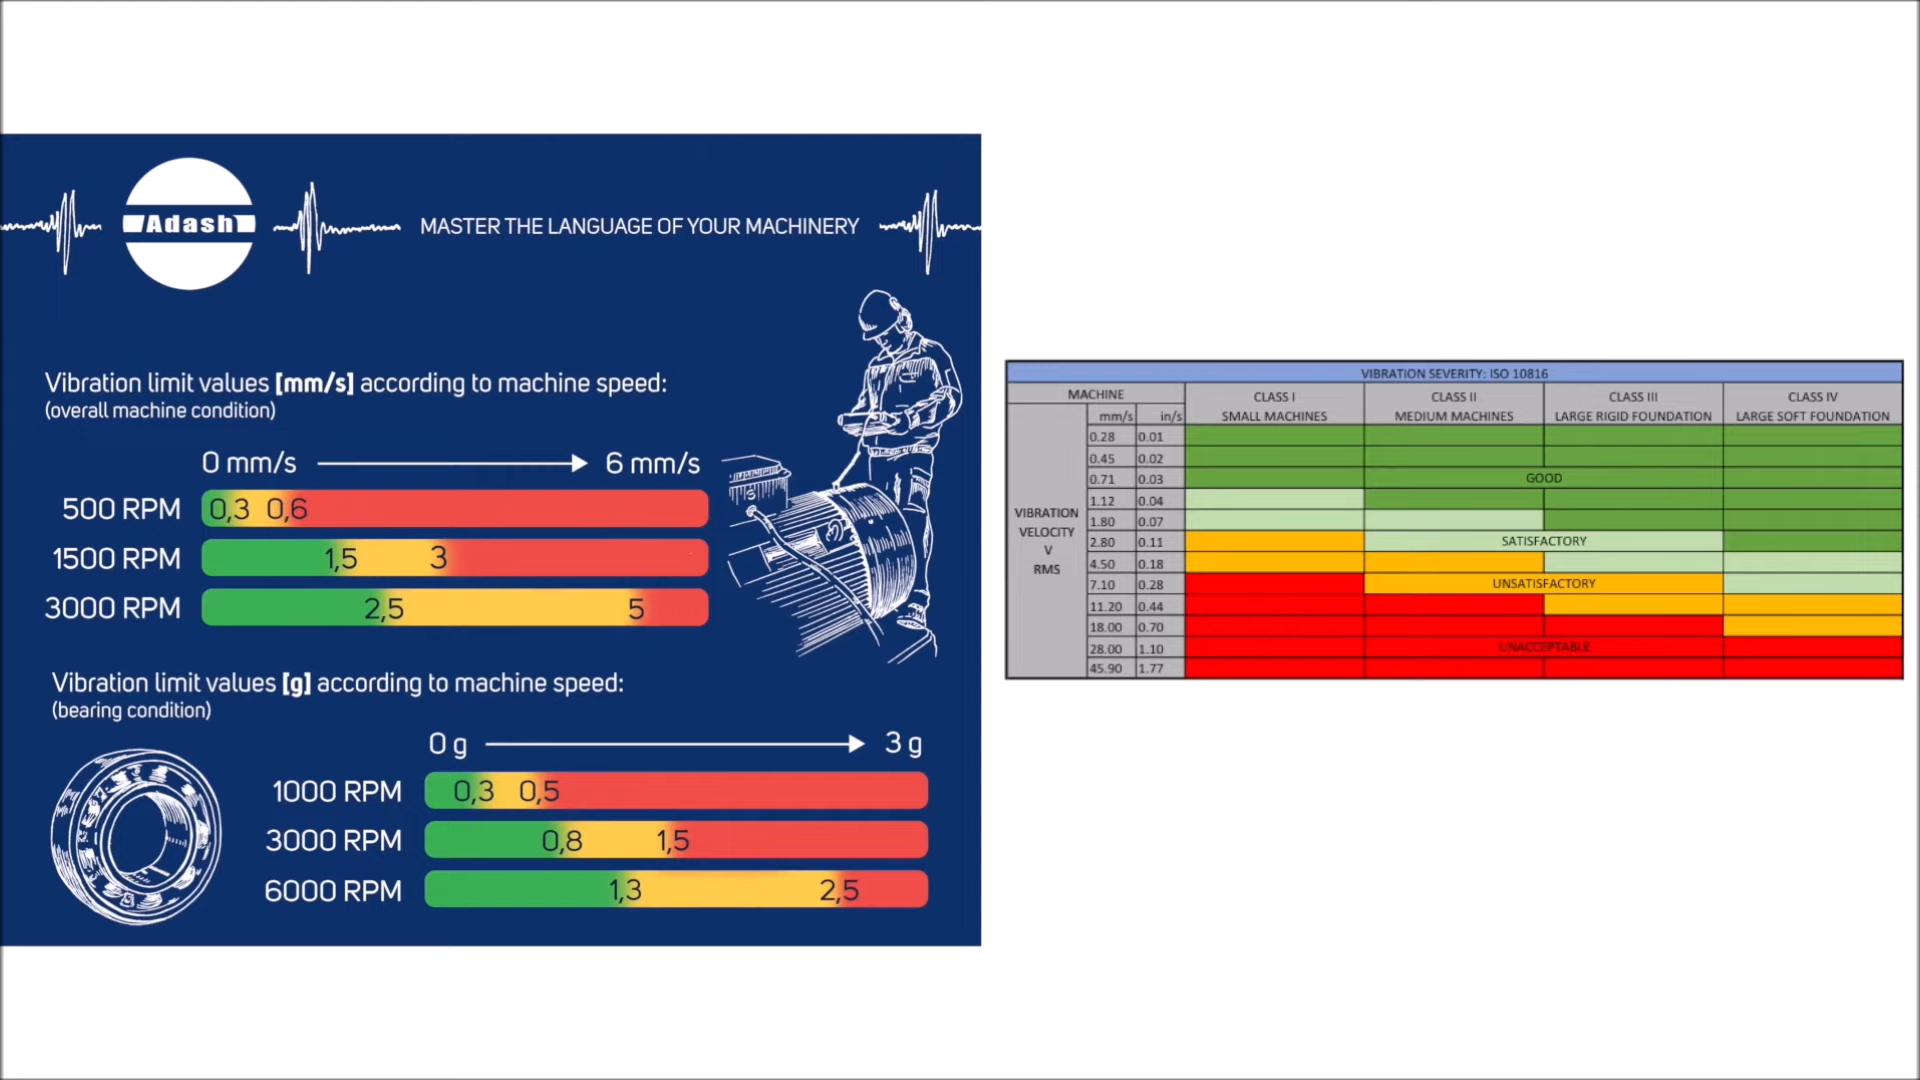 Adash
MASTER THE LANGUAGE OF YOUR MACHINERY
Vibration limit values [mm/s] according to machine speed:
(overall machine condition)
0 mm/s 6 mm/s
500 RPM 0,3 0,6
1500 RPM 1,5 3
3000 RPM 2,5 5
Vibration limit values [g] according to machine speed:
(bearing condition)
0 g 3 g
1000 RPM 0,3 0,5
3000 RPM 0,8 1,5
6000 RPM 1,3 2,5
VIBRATION SEVERITY: ISO 10816
MACHINE CLASS I CLASS II CLASS III CLASS IV
mm/s in/s SMALL MACHINES MEDIUM MACHINES LARGE RIGID FOUNDATION LARGE SOFT FOUNDATION
VIBRATION
VELOCITY
V
RMS
0.28 0.01
0.45 0.02
0.71 0.03 GOOD
1.12 0.04
1.80 0.07
2.80 0.11 SATISFACTORY
4.50 0.18
7.10 0.28 UNSATISFACTORY
11.20 0.44
18.00 0.70
28.00 1.10 UNACCEPTABLE
45.90 1.77